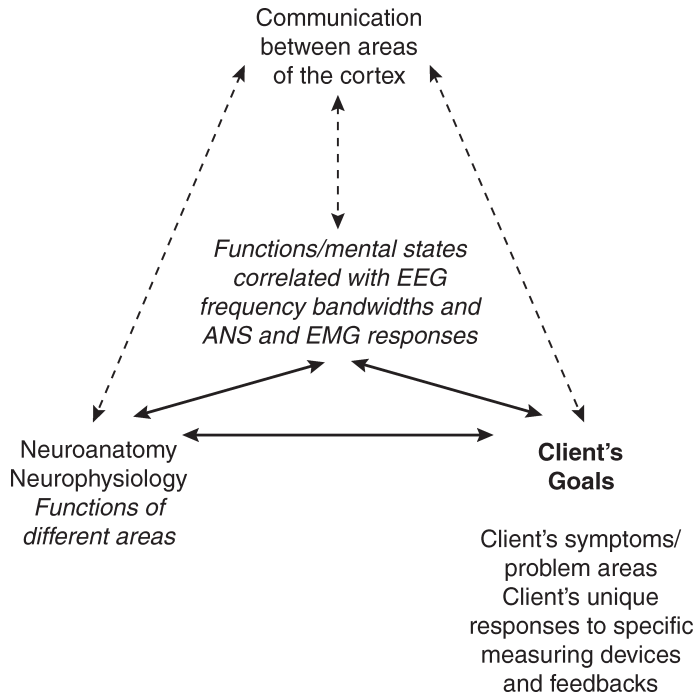 Communication
between areas
of the cortex
Functions/mental states
correlated with EEG
frequency bandwidths and
ANS and EMG responses
Neuroanatomy
Neurophysiology
Functions of
different areas
Client’s
Goals
Client’s symptoms/
problem areas
Client’s unique
responses to specific
measuring devices
and feedbacks